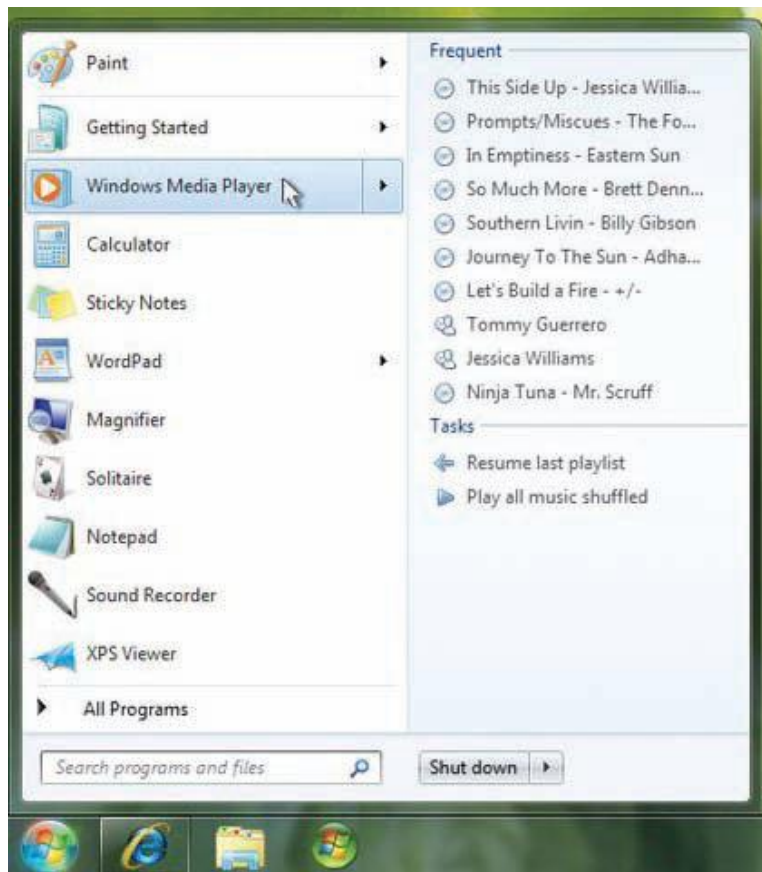 Paint
Getting Started
Windows Media Player
Calculator
Sticky Notes
WordPad
Magnifier
Solitaire
Notepad
Sound Recorder
XPS Viewer
All Programs
Search programs and files
Frequent
This Side Up - Jessica Willia...
Prompts/Miscues - The Fo...
In Emptiness - Eastern Sun
So Much More - Brett Denn...
Southern Livin - Billy Gibson
Journey To The Sun - Adha...
Let's Build a Fire - +/-
Tommy Guerrero
Jessica Williams
Ninja Tuna - Mr. Scruff
Tasks
Resume last playlist
Play all music shuffled
Shut down